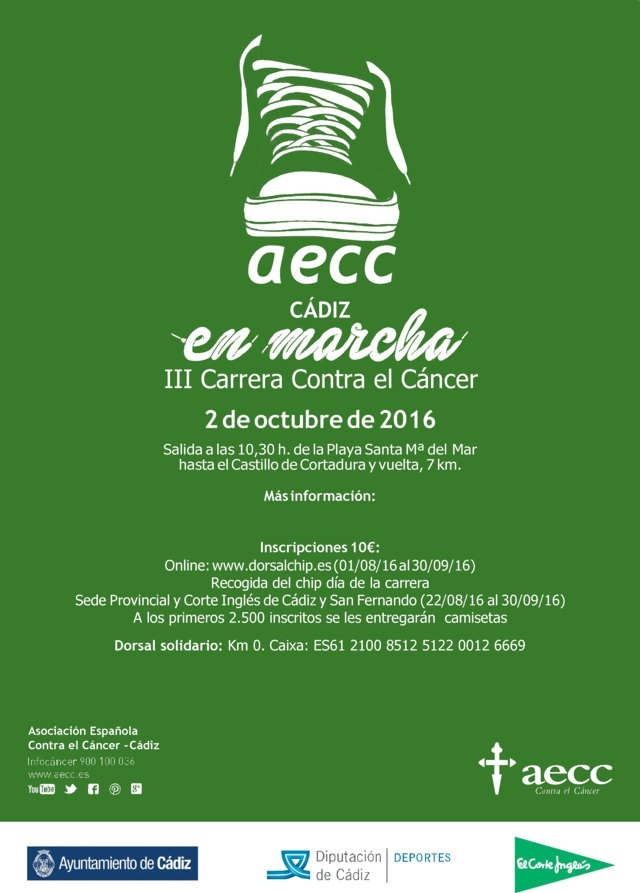 aecc
CÁDIZ
en marcha
III Carrera Contra el Cáncer
2 de octubre de 2016
Salida a las 10,30 h. de la Playa Santa Mª del Mar
hasta el Castillo de Cortadura y vuelta, 7 km.
Más información:
Inscripciones 10€:
Online: www.dorsalchip.es (01/08/16 al 30/09/16)
Recogida del chip día de la carrera
Sede Provincial y Corte Inglés de Cádiz y San Fernando (22/08/16 al 30/09/16)
A los primeros 2.500 inscritos se les entregarán camisetas
Dorsal solidario: Km 0. Caixa: ES61 2100 8512 5122 0012 6669
Asociación Española
Contra el Cáncer - Cádiz
Infocáncer 900 100 036
www.aecc.es
You Tube
aecc
Contra el Cáncer
Ayuntamiento de Cádiz
Diputación
de Cádiz
DEPORTES
El Corte Inglés